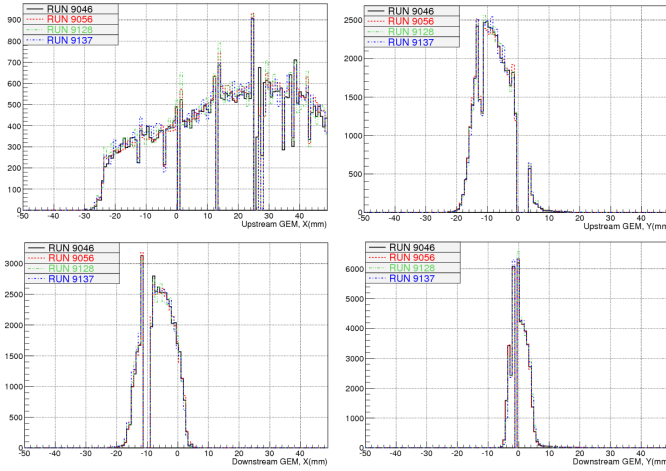 RUN 9046
RUN 9056
RUN 9128
RUN 9137
900
800
700
600
500
400
300
200
100
0
-50 -40 -30 -20 -10 0 10 20 30 40 50
Upstream GEM, X(mm)
RUN 9046
RUN 9056
RUN 9128
RUN 9137
2500
2000
1500
1000
500
0
-50 -40 -30 -20 -10 0 10 20 30 40 50
Upstream GEM, Y(mm)
RUN 9046
RUN 9056
RUN 9128
RUN 9137
3000
2500
2000
1500
1000
500
0
-50 -40 -30 -20 -10 0 10 20 30 40 50
Downstream GEM, X(mm)
RUN 9046
RUN 9056
RUN 9128
RUN 9137
6000
5000
4000
3000
2000
1000
0
-50 -40 -30 -20 -10 0 10 20 30 40 50
Downstream GEM, Y(mm)